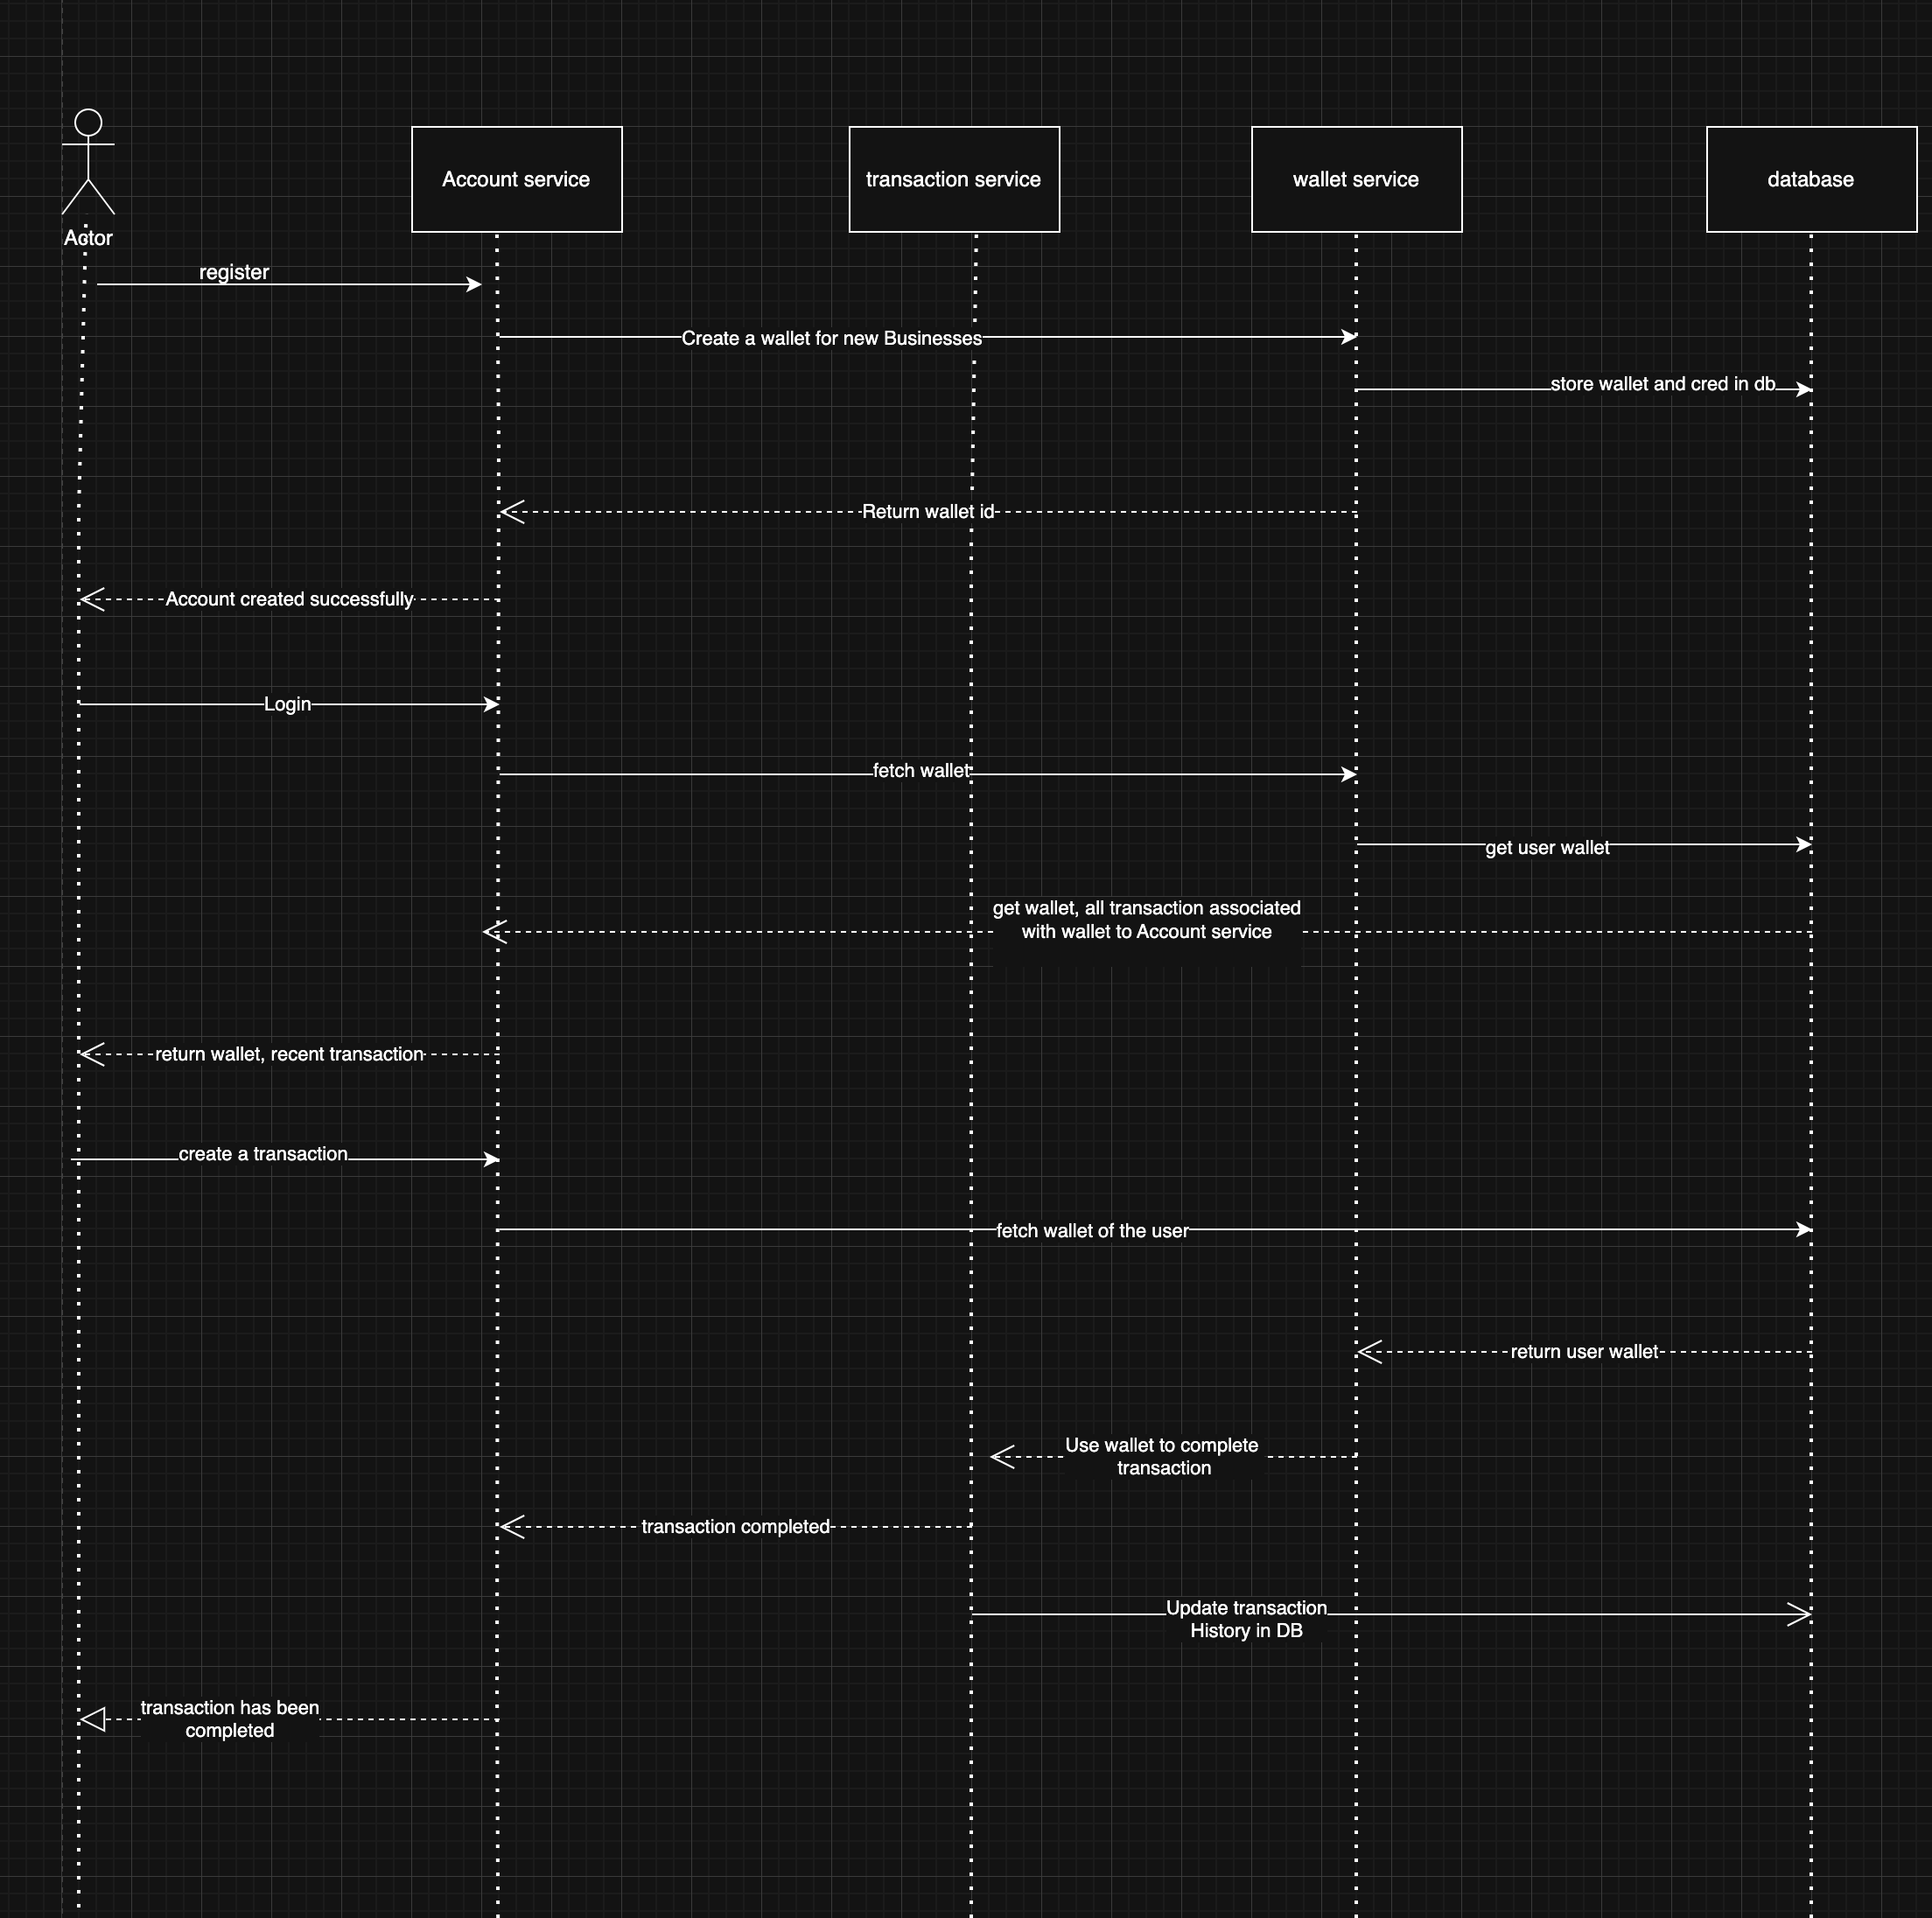 Account service
transaction service
wallet service
database
Actor
register
Create a wallet for new Businesses
store wallet and cred in db
Return wallet id
Account created successfully
Login
fetch wallet
get user wallet
get wallet, all transaction associated
with wallet to Account service
return wallet, recent transaction
create a transaction
fetch wallet of the user
return user wallet
Use wallet to complete
transaction
transaction completed
Update transaction
History in DB
transaction has been
completed